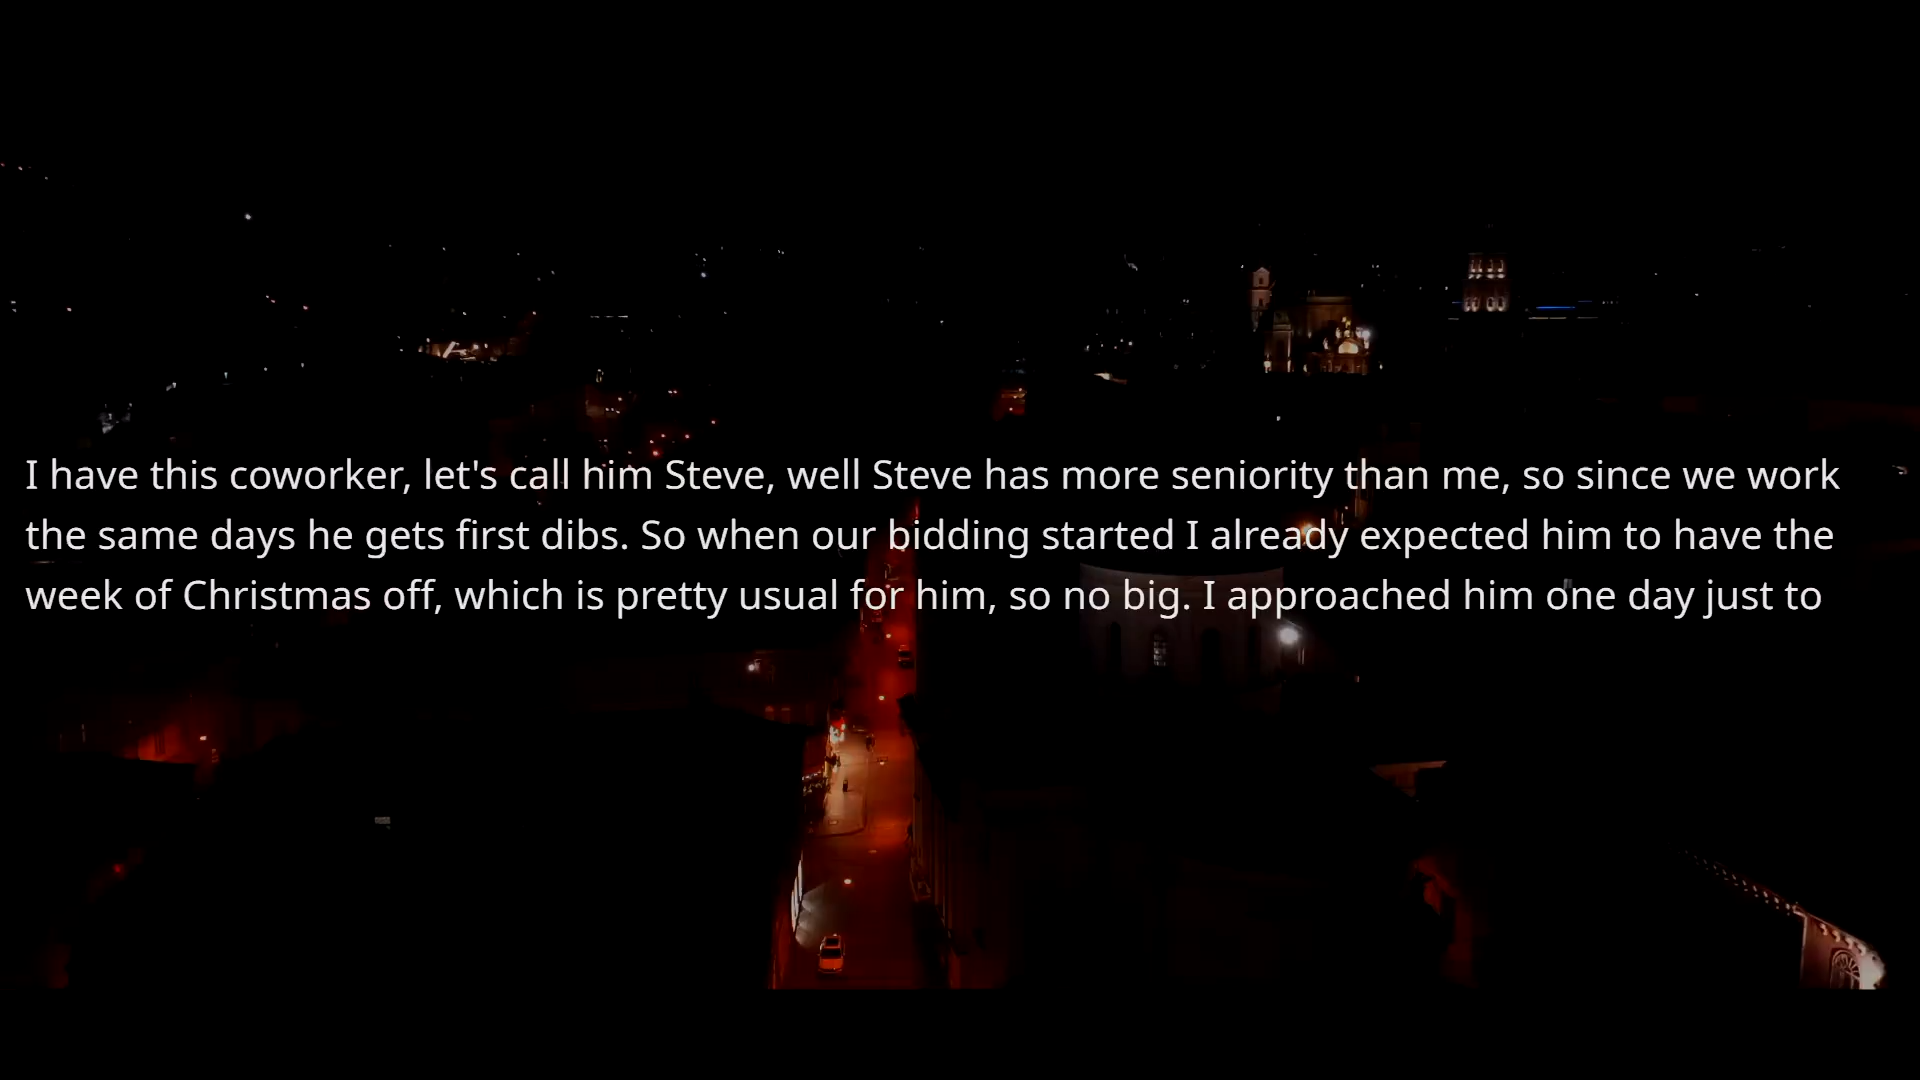 I have this coworker, let's call him Steve, well Steve has more seniority than me, so since we work
the same days he gets first dibs. So when our bidding started I already expected him to have the
week of Christmas off, which is pretty usual for him, so no big. I approached him one day just to